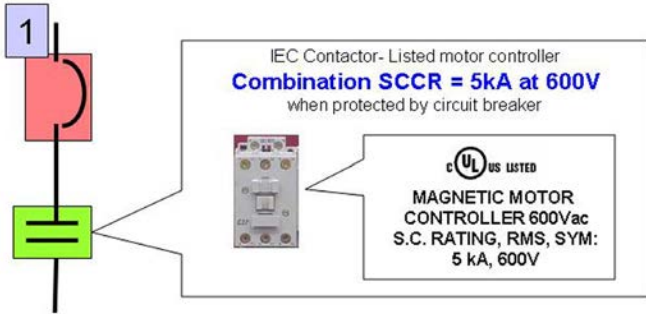 1
IEC Contactor- Listed motor controller
Combination SCCR = 5kA at 600V
when protected by circuit breaker
C UL US LISTED
MAGNETIC MOTOR
CONTROLLER 600Vac
S.C. RATING, RMS, SYM:
5 kA, 600V